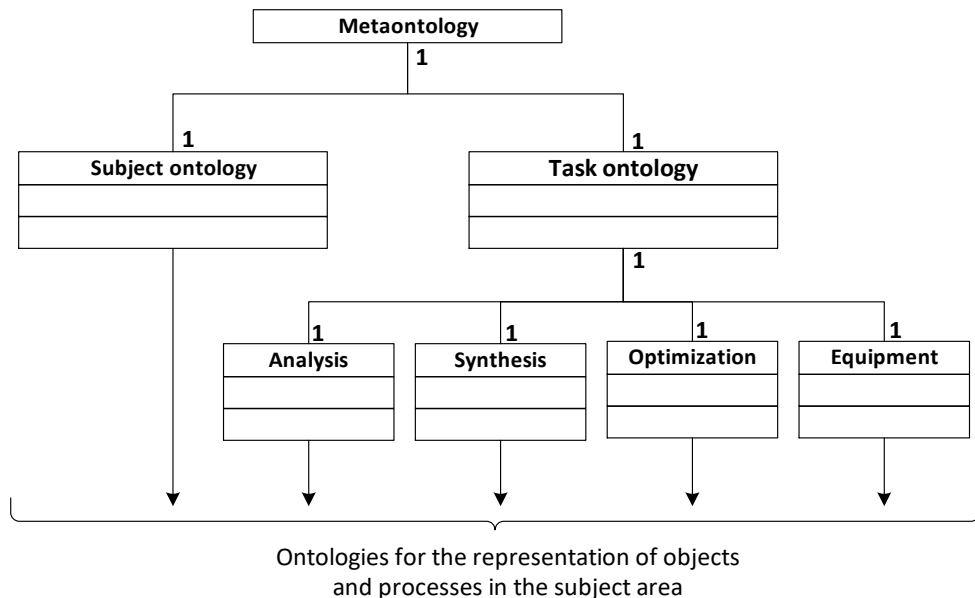 Metaontology
1
1
1
Subject ontology
Task ontology
1
1
1
1
1
Analysis
Synthesis
Optimization
Equipment
Ontologies for the representation of objects
and processes in the subject area